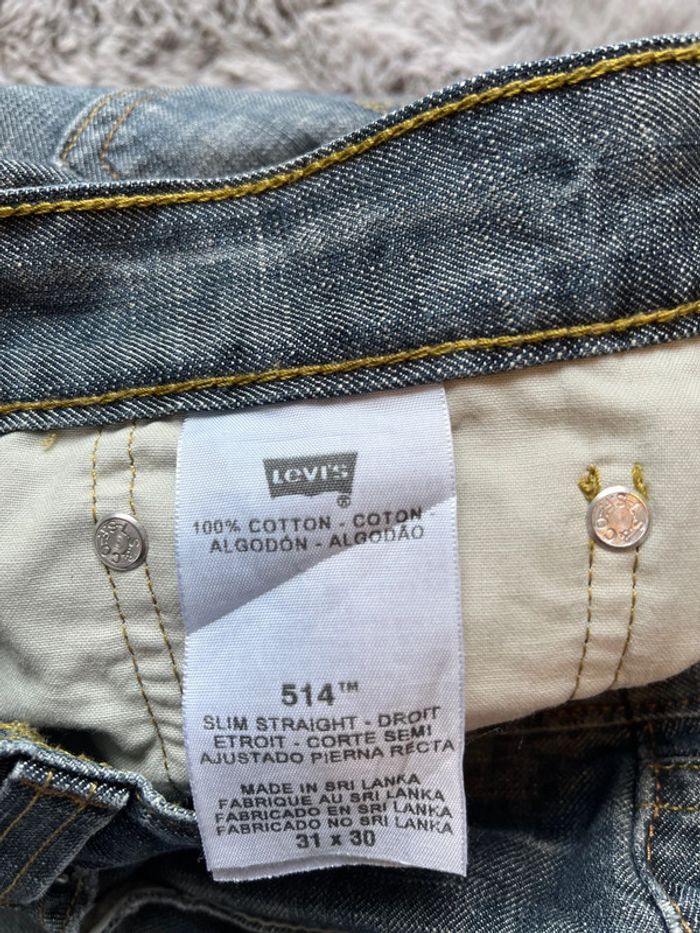 Levi's
®
100% COTTON - COTON -
ALGODÓN - ALGODÃO
514™
SLIM STRAIGHT - DROIT
ETROIT - CORTE SEMI
AJUSTADO PIERNA RECTA
MADE IN SRI LANKA
FABRIQUE AU SRI LANKA
FABRICADO EN SRI LANKA
FABRICADO NO SRI LANKA
31 x 30